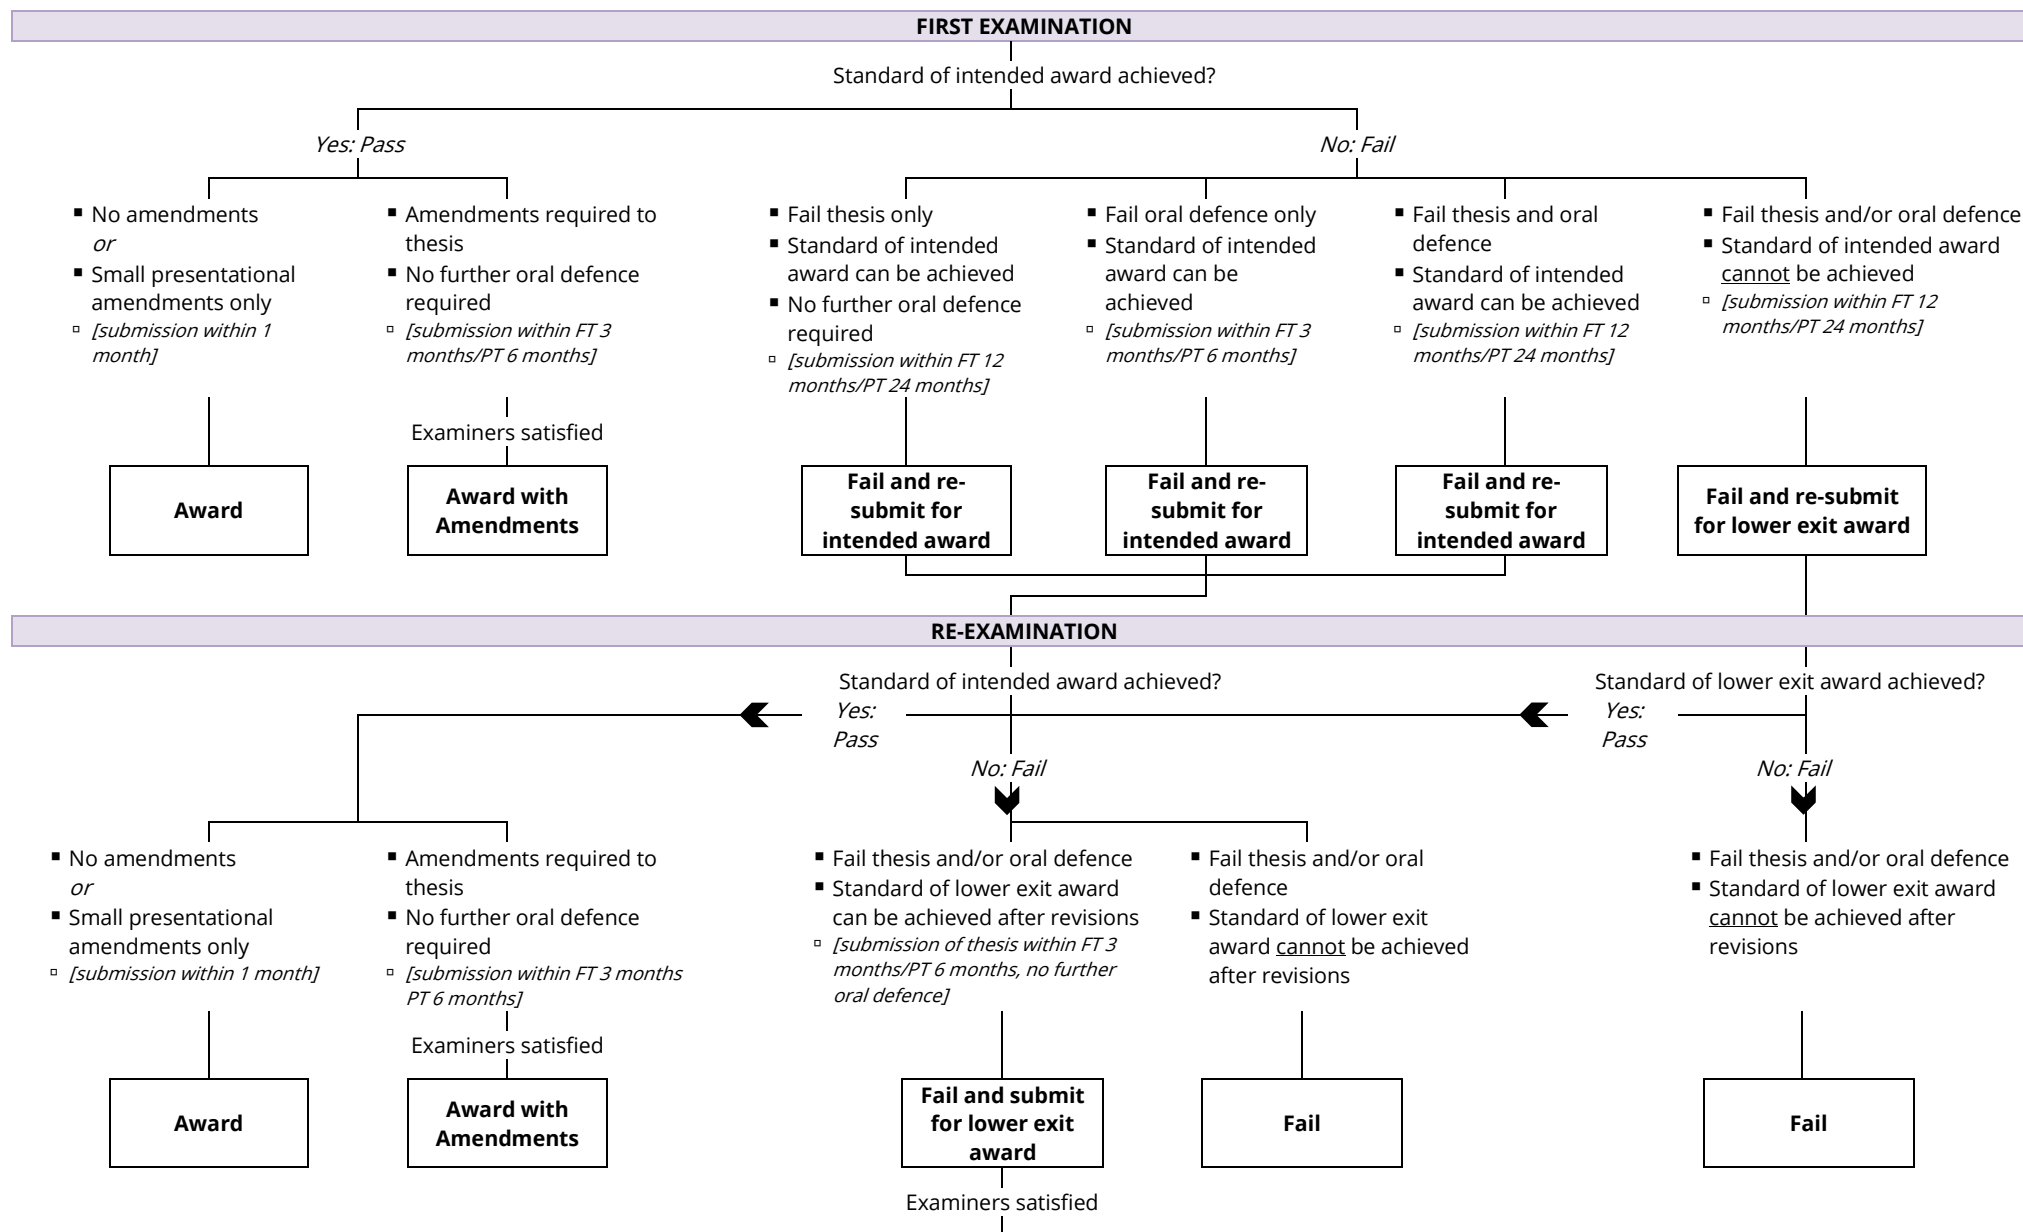 FIRST EXAMINATION
Standard of intended award achieved?
Yes: Pass
No: Fail
▪ No amendments
or
▪ Small presentational
amendments only
▫ [submission within 1
month]
▪ Amendments required to
thesis
▪ No further oral defence
required
▫ [submission within FT 3
months/PT 6 months]
▪ Fail thesis only
▪ Standard of intended
award can be achieved
▪ No further oral defence
required
▫ [submission within FT 12
months/PT 24 months]
▪ Fail oral defence only
▪ Standard of intended
award can be
achieved
▫ [submission within FT 3
months/PT 6 months]
▪ Fail thesis and oral
defence
▪ Standard of intended
award can be achieved
▫ [submission within FT 12
months/PT 24 months]
▪ Fail thesis and/or oral defence
▪ Standard of intended award
cannot be achieved
▫ [submission within FT 12
months/PT 24 months]
Examiners satisfied
Award
Award with
Amendments
Fail and re-
submit for
intended award
Fail and re-
submit for
intended award
Fail and re-
submit for
intended award
Fail and re-submit
for lower exit award
RE-EXAMINATION
Standard of intended award achieved?
Yes:
Pass
No: Fail
Standard of lower exit award achieved?
Yes:
Pass
No: Fail
▪ No amendments
or
▪ Small presentational
amendments only
▫ [submission within 1 month]
▪ Amendments required to
thesis
▪ No further oral defence
required
▫ [submission within FT 3 months
PT 6 months]
▪ Fail thesis and/or oral defence
▪ Standard of lower exit award
can be achieved after revisions
▫ [submission of thesis within FT 3
months/PT 6 months, no further
oral defence]
▪ Fail thesis and/or oral
defence
▪ Standard of lower exit
award cannot be achieved
after revisions
▪ Fail thesis and/or oral defence
▪ Standard of lower exit award
cannot be achieved after
revisions
Examiners satisfied
Award
Award with
Amendments
Fail and submit
for lower exit
award
Fail
Fail
Examiners satisfied